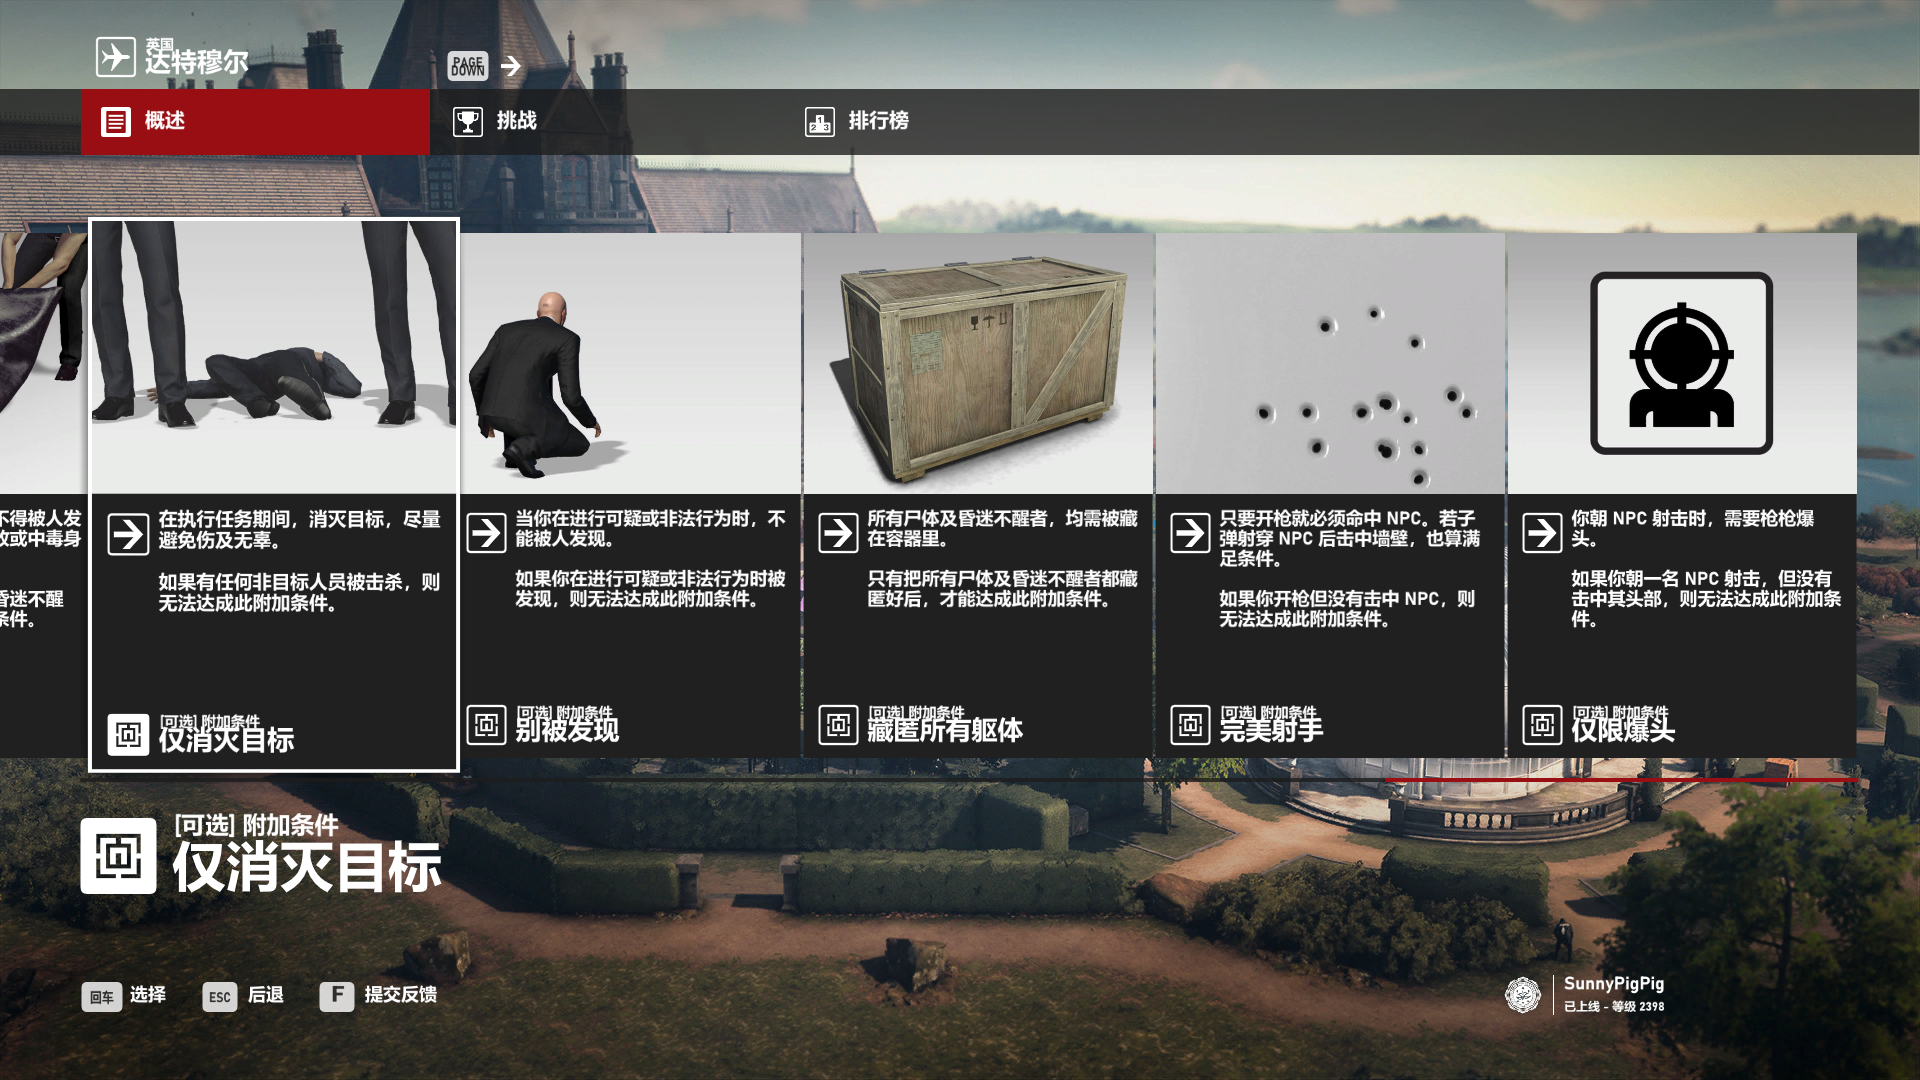 英国
达特穆尔
PAGE DOWN
概述
挑战
排行榜
不得被人发
或中毒身
昏迷不醒
条件。
在执行任务期间，消灭目标，尽量
避免伤及无辜。
如果有任何非目标人员被击杀，则
无法达成此附加条件。
[可选] 附加条件
仅消灭目标
当你在进行可疑或非法行为时，不
能被人发现。
如果你在进行可疑或非法行为时被
发现，则无法达成此附加条件。
[可选] 附加条件
别被发现
所有尸体及昏迷不醒者，均需被藏
在容器里。
只有把所有尸体及昏迷不醒者都藏
匿好后，才能达成此附加条件。
[可选] 附加条件
藏匿所有躯体
只要开枪就必须命中 NPC。若子
弹射穿 NPC 后击中墙壁，也算满
足条件。
如果你开枪但没有击中 NPC，则
无法达成此附加条件。
[可选] 附加条件
完美射手
你朝 NPC 射击时，需要枪枪爆
头。
如果你朝一名 NPC 射击，但没有
击中其头部，则无法达成此附加条
件。
[可选] 附加条件
仅限爆头
[可选] 附加条件
仅消灭目标
回车 选择
ESC 后退
F 提交反馈
SunnyPigPig
已上线 - 等级 2398